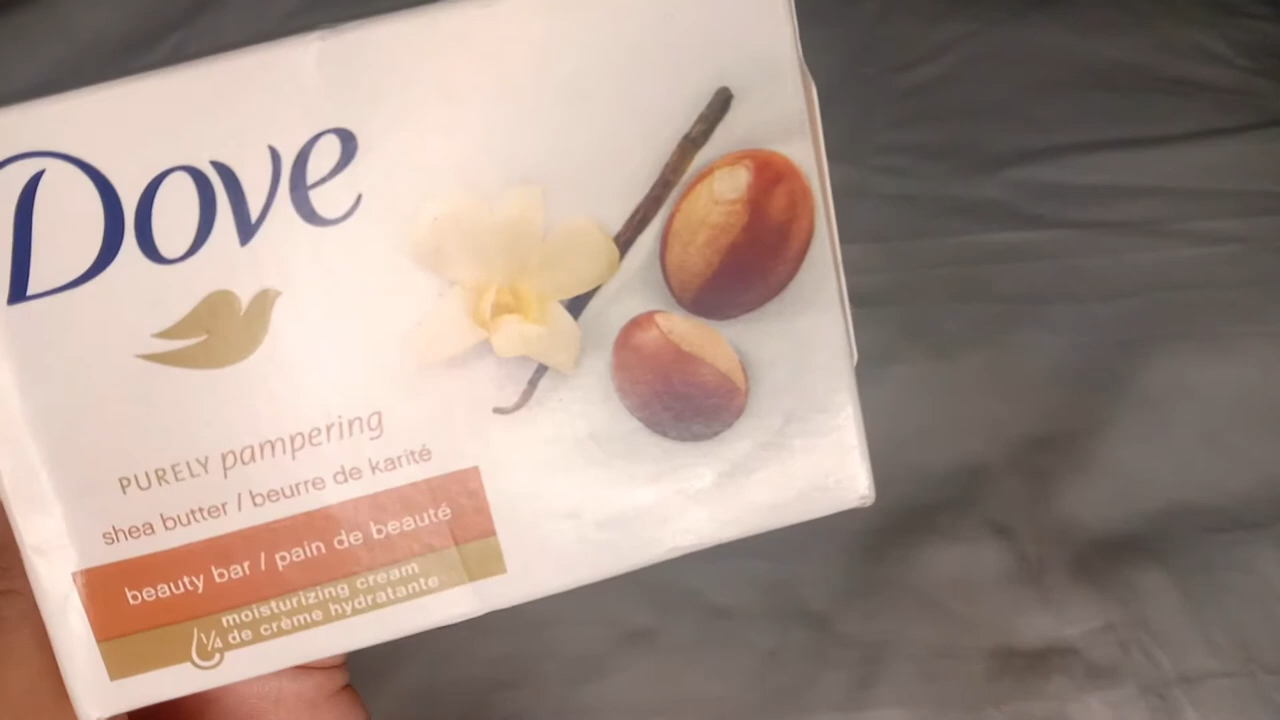 Dove
PURELY pampering
shea butter / beurre de karité
beauty bar / pain de beauté
moisturizing cream
1/4 de crème hydratante